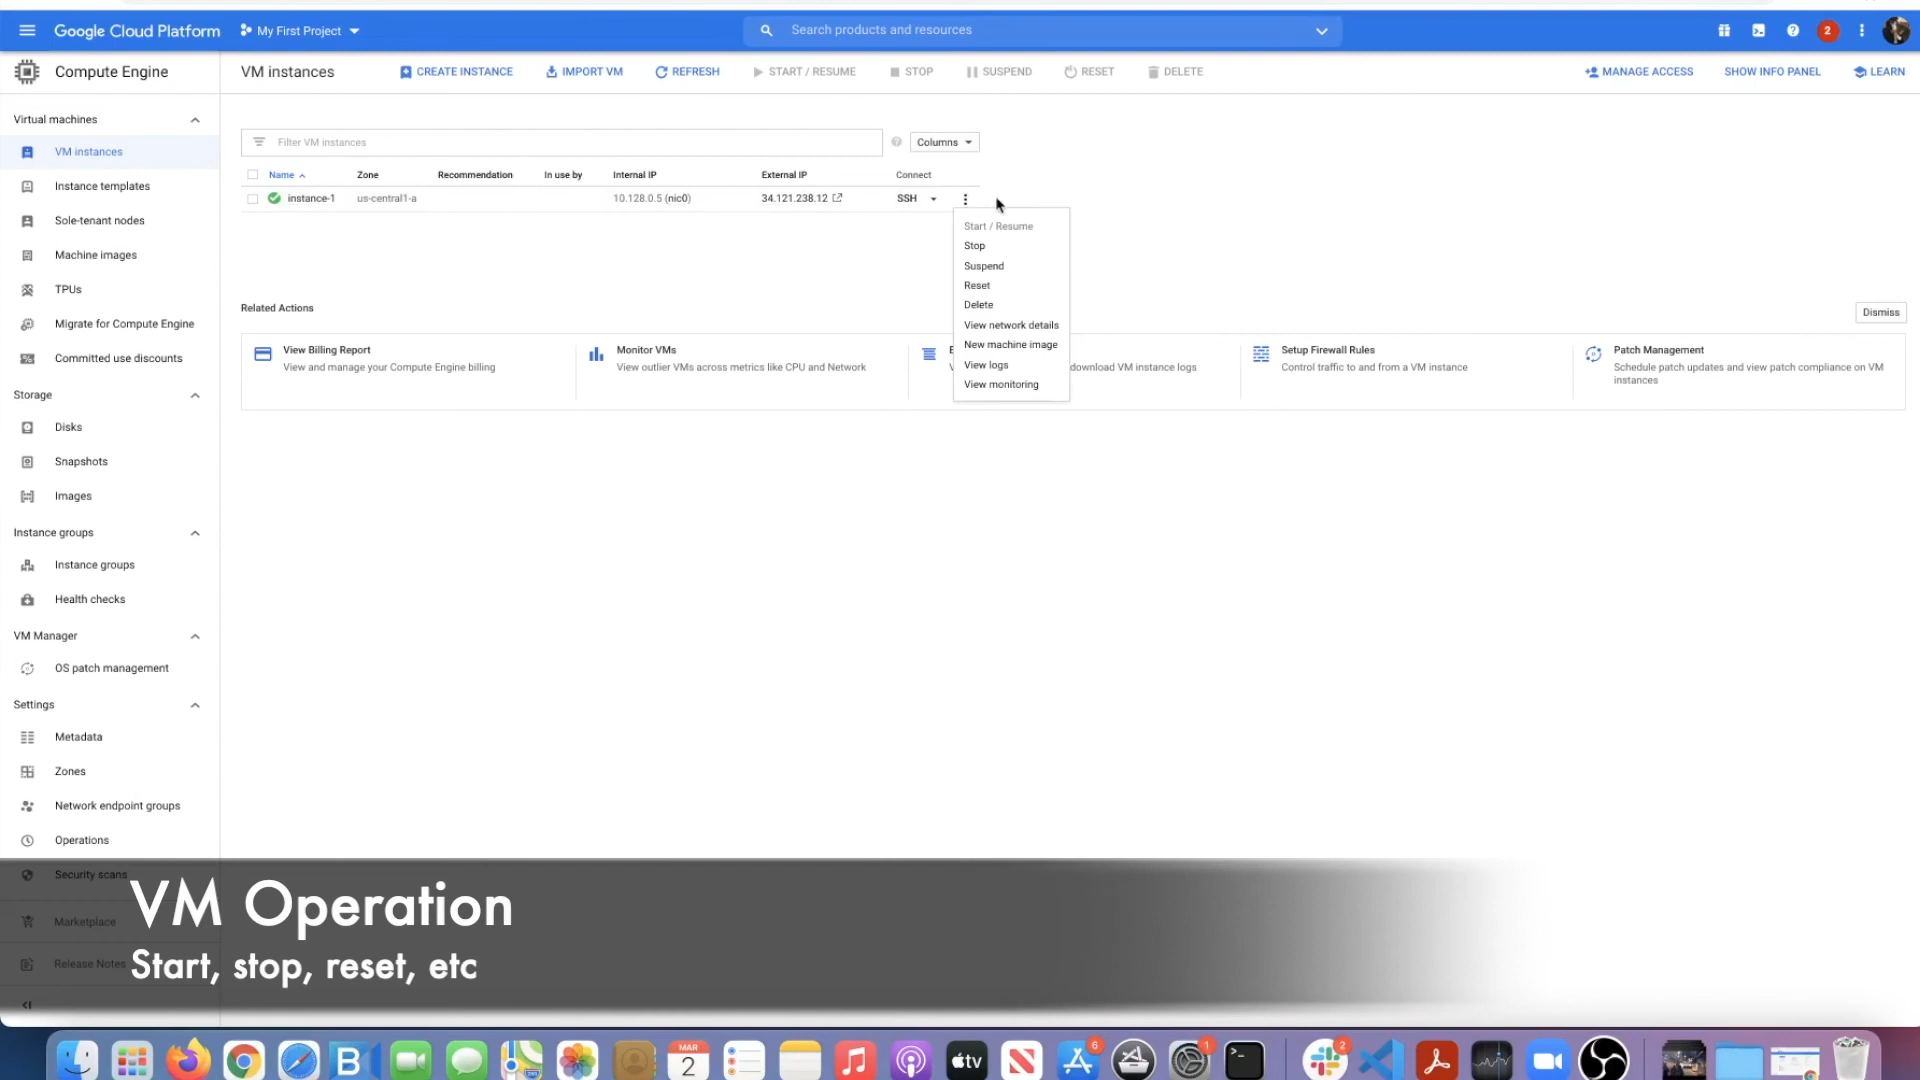 Google Cloud Platform My First Project Search products and resources 2
Compute Engine VM instances CREATE INSTANCE IMPORT VM REFRESH START / RESUME STOP SUSPEND RESET DELETE MANAGE ACCESS SHOW INFO PANEL LEARN
Virtual machines
VM instances
Instance templates
Sole-tenant nodes
Machine images
TPUs
Migrate for Compute Engine
Committed use discounts
Storage
Disks
Snapshots
Images
Instance groups
Instance groups
Health checks
VM Manager
OS patch management
Settings
Metadata
Zones
Network endpoint groups
Operations
Security scans
Marketplace
Release Notes
Filter VM instances Columns
Name Zone Recommendation In use by Internal IP External IP Connect
instance-1 us-central1-a 10.128.0.5 (nic0) 34.121.238.12 SSH
Start / Resume
Stop
Suspend
Reset
Delete
View network details
New machine image
View logs
View monitoring
Related Actions Dismiss
View Billing Report
View and manage your Compute Engine billing
Monitor VMs
View outlier VMs across metrics like CPU and Network
download VM instance logs
Setup Firewall Rules
Control traffic to and from a VM instance
Patch Management
Schedule patch updates and view patch compliance on VM
instances
VM Operation
Start, stop, reset, etc
MAR
2
tv
6
1
2